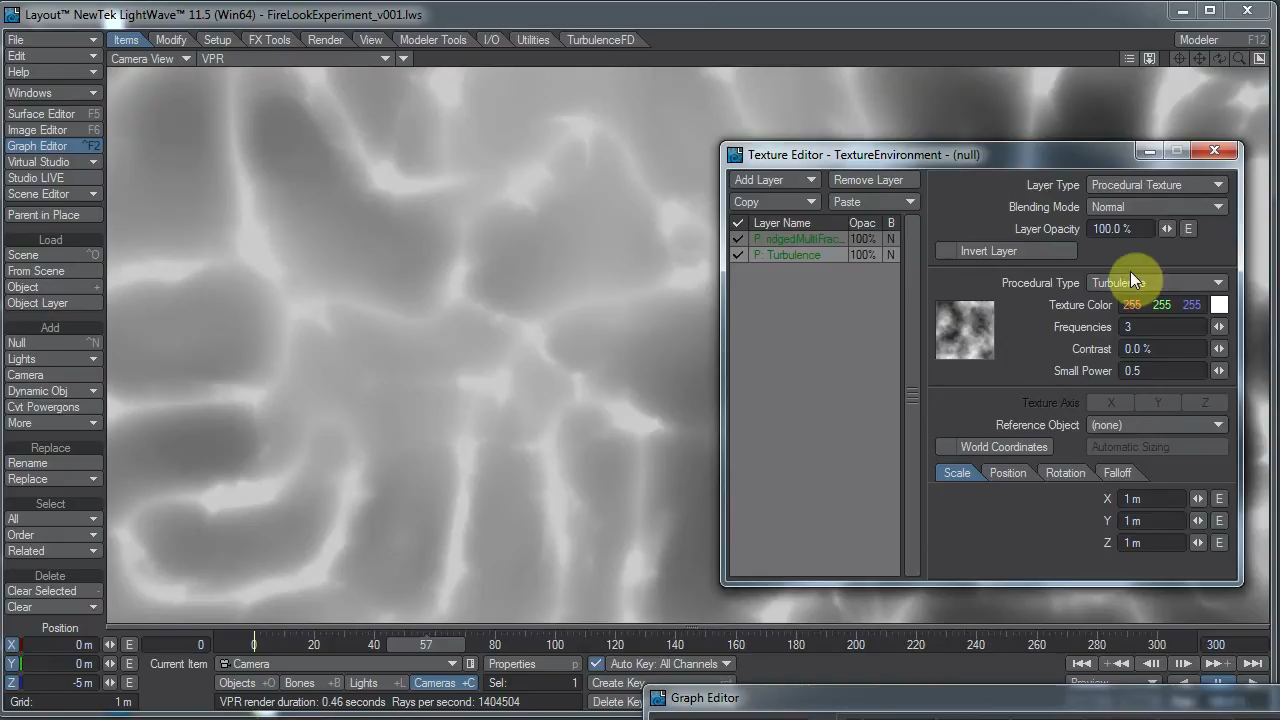 Layout™ NewTek LightWave™ 11.5 (Win64) - FireLookExperiment_v001.lws
File
Items Modify Setup FX Tools Render View Modeler Tools I/O Utilities TurbulenceFD Modeler F12
Edit
Camera View VPR
Help
Windows
Surface Editor F5
Image Editor F6
Graph Editor ^F2
Virtual Studio
Studio LIVE
Scene Editor
Parent in Place
Load
Scene ^O
From Scene
Object +
Object Layer
Add
Null ^N
Lights
Camera
Dynamic Obj
Cvt Powergons
More
Replace
Rename
Replace
Select
All
Order
Related
Delete
Clear Selected -
Clear
Texture Editor - TextureEnvironment - (null)
Add Layer Remove Layer
Copy Paste
Layer Name Opac B
P: ridgedMultiFrac... 100% N
P: Turbulence 100% N
Layer Type Procedural Texture
Blending Mode Normal
Layer Opacity 100.0 % E
Invert Layer
Procedural Type Turbulence
Texture Color 255 255 255
Frequencies 3
Contrast 0.0 %
Small Power 0.5
Texture Axis X Y Z
Reference Object (none)
World Coordinates Automatic Sizing
Scale Position Rotation Falloff
X 1 m E
Y 1 m E
Z 1 m E
Position
X 0 m E 0 0 20 40 57 80 100 120 140 160 180 200 220 240 260 280 300 300
Y 0 m E Current Item Camera Properties p Auto Key: All Channels
Z -5 m E Objects +O Bones +B Lights +L Cameras +C Sel: 1 Create Key
Grid: 1 m VPR render duration: 0.46 seconds Rays per second: 1404504 Delete Key
Graph Editor